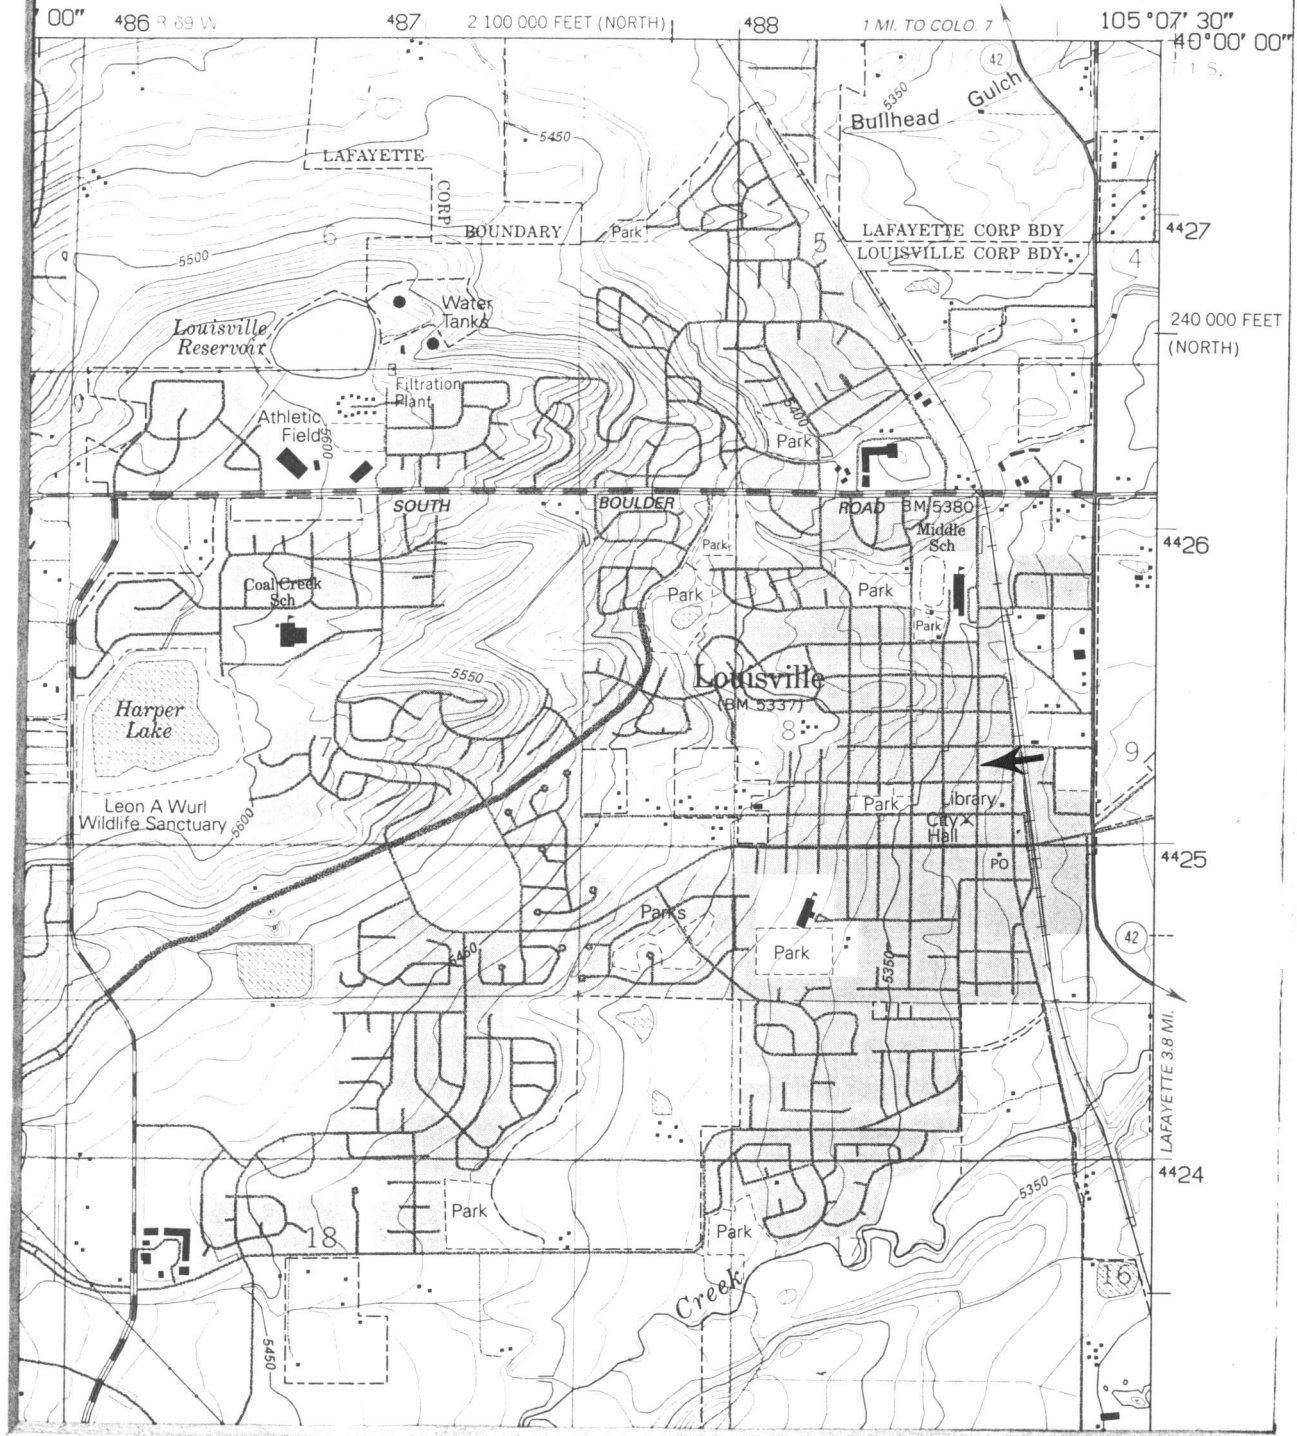 ' 00"
486 R 69 W
487
2 100 000 FEET (NORTH)
488
1 MI. TO COLO. 7
105°07' 30"
40°00' 00"
42
Gulch
5350
Bullhead
5450
LAFAYETTE
CORP
BOUNDARY
Park
6
5
LAFAYETTE CORP BDY
LOUISVILLE CORP BDY
4427
4
5500
Water
Tanks
Louisville
Reservoir
240 000 FEET
(NORTH)
Filtration
Plant
Athletic
Field
5600
5400
Park
SOUTH
BOULDER
ROAD
BM 5380
Middle
Sch
4426
Park
Coal Creek
Sch
Park
Park
Park
5550
Louisville
(BM 5337)
Harper
Lake
8
7
9
Leon A Wurl
Wildlife Sanctuary
5600
Park
Library
City
Hall
4425
PO
Parks
5450
Park
5350
42
LAFAYETTE 3.8 MI.
4424
5350
Park
Park
18
17
16
Creek
5450